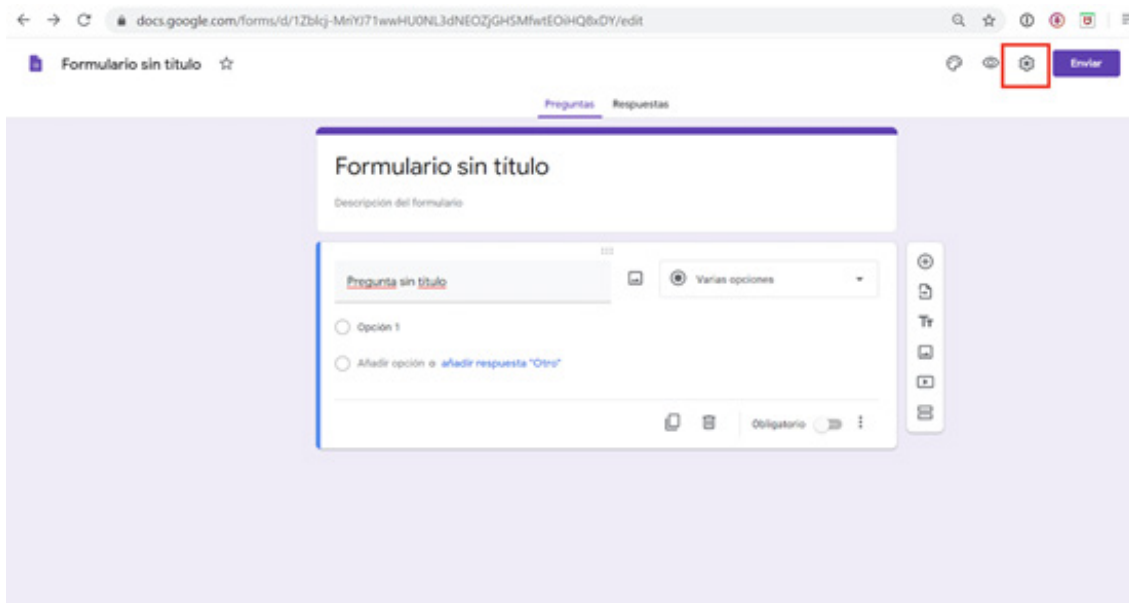 docs.google.com/forms/d/1Zblcj-MriYJ71wwHU0NL3dNEOZjGHSMfwtEOiHQ8xDY/edit
Formulario sin título
Enviar
Preguntas Respuestas
Formulario sin título
Descripción del formulario
Pregunta sin título
Varias opciones
Opción 1
Añadir opción o añadir respuesta "Otro"
Tт
Obligatorio